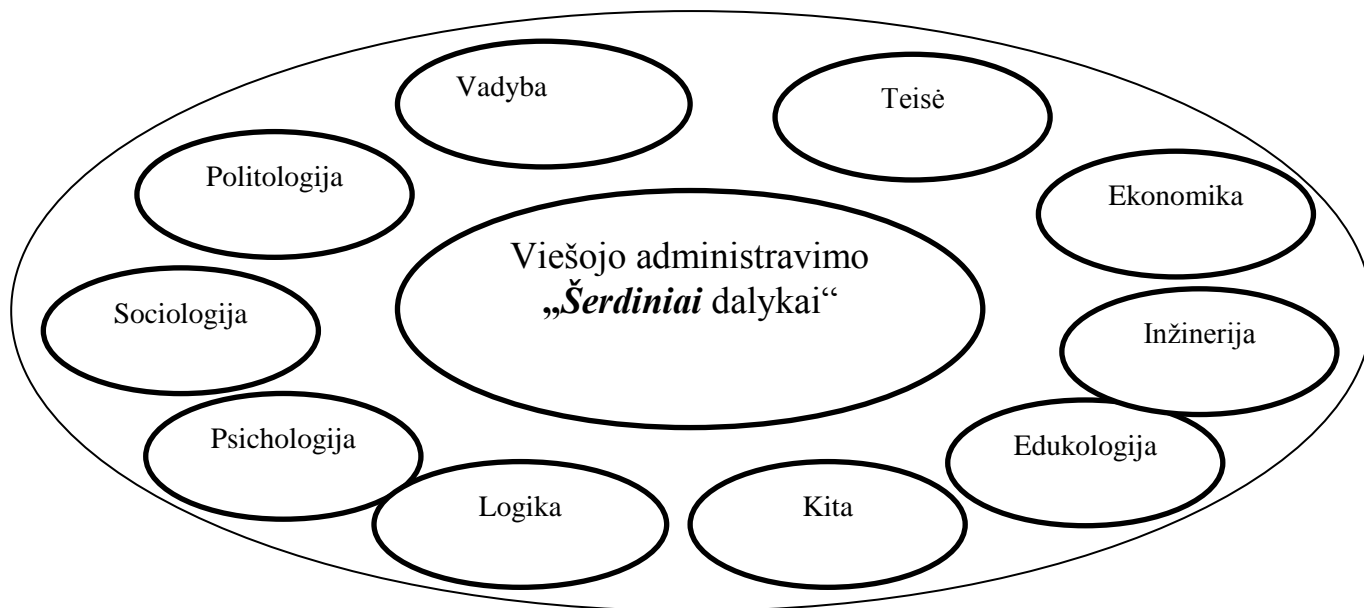 Vadyba
Teisė
Politologija
Ekonomika
Viešojo administravimo
„Šerdiniai dalykai“
Sociologija
Inžinerija
Psichologija
Edukologija
Logika
Kita